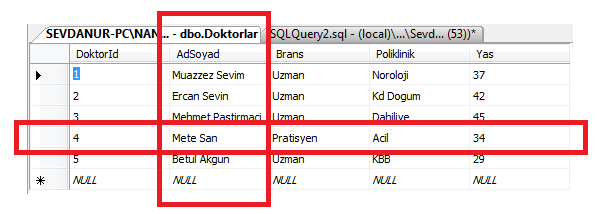 SEVDANUR-PC\NAN... - dbo.Doktorlar SQLQuery2.sql - (local)\...\Sevd... (53))*
DoktorId AdSoyad Brans Poliklinik Yas
1 Muazzez Sevim Uzman Noroloji 37
2 Ercan Sevin Uzman Kd Dogum 42
3 Mehmet Pastirmaci Uzman Dahiliye 45
4 Mete San Pratisyen Acil 34
5 Betul Akgun Uzman KBB 29
NULL NULL NULL NULL NULL